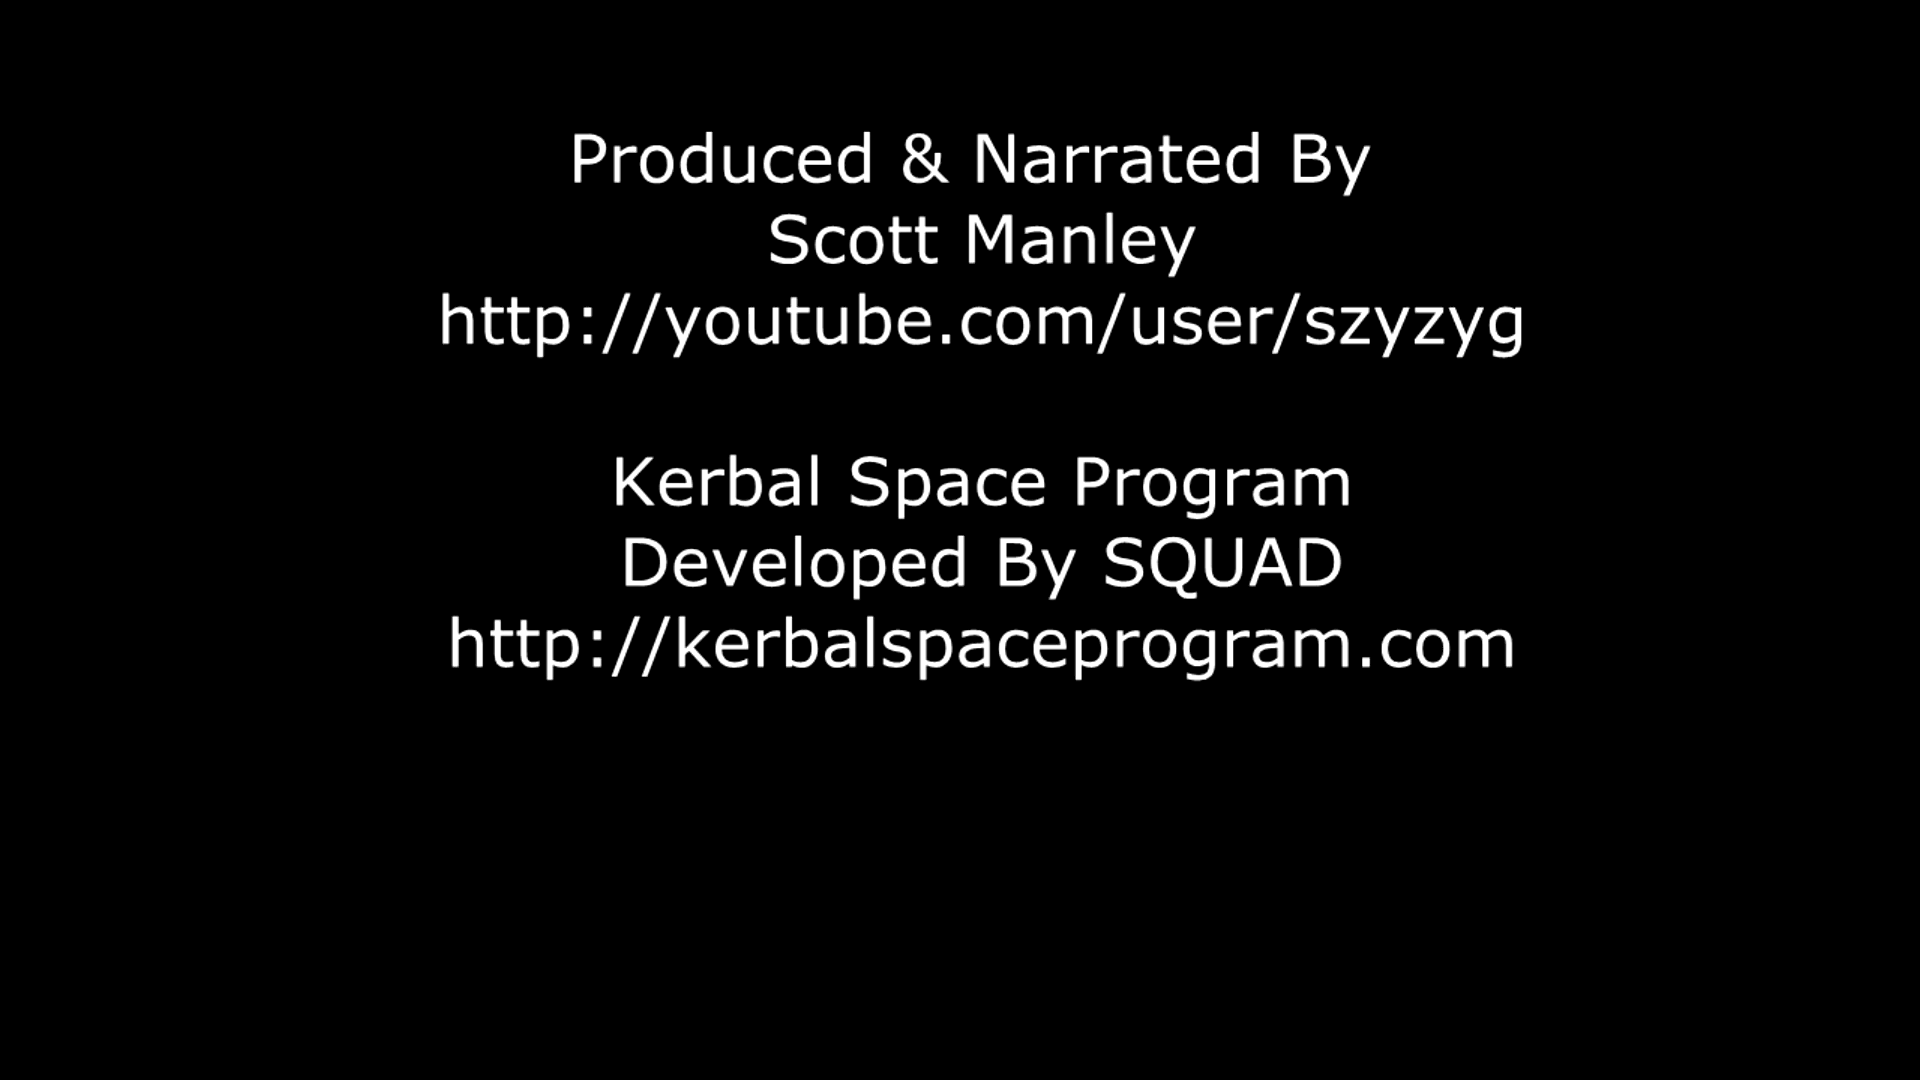 Produced & Narrated By
Scott Manley
http://youtube.com/user/szyzyg
Kerbal Space Program
Developed By SQUAD
http://kerbalspaceprogram.com